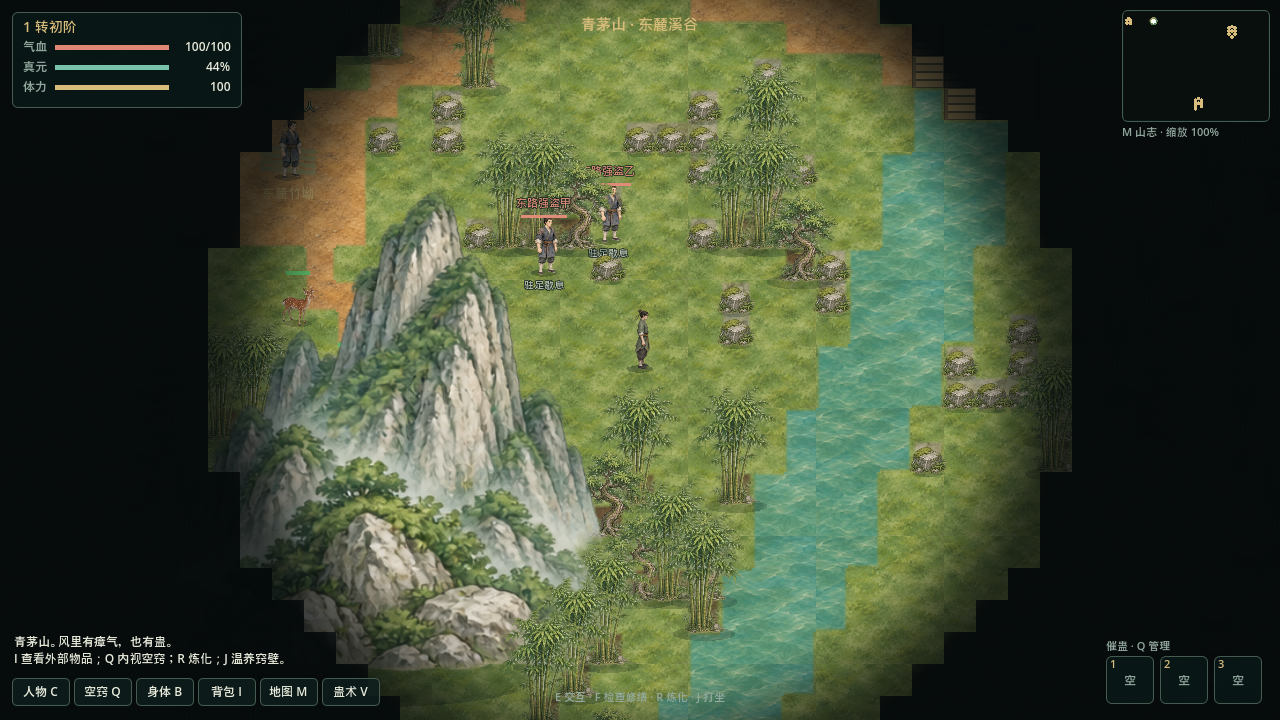 1 转初阶
气血 100/100
真元 44%
体力 100
青茅山 · 东麓溪谷
M 山志 · 缩放 100%
路强盗乙
东路强盗甲
驻足歇息
驻足歇息
青茅山。风里有瘴气，也有蛊。
I 查看外部物品；Q 内视空窍；R 炼化；J 温养窍壁。
人物 C
空窍 Q
身体 B
背包 I
地图 M
蛊术 V
E 交互 · F 检查修缮 · R 炼化 · J 打坐
催蛊 · Q 管理
1 空
2 空
3 空